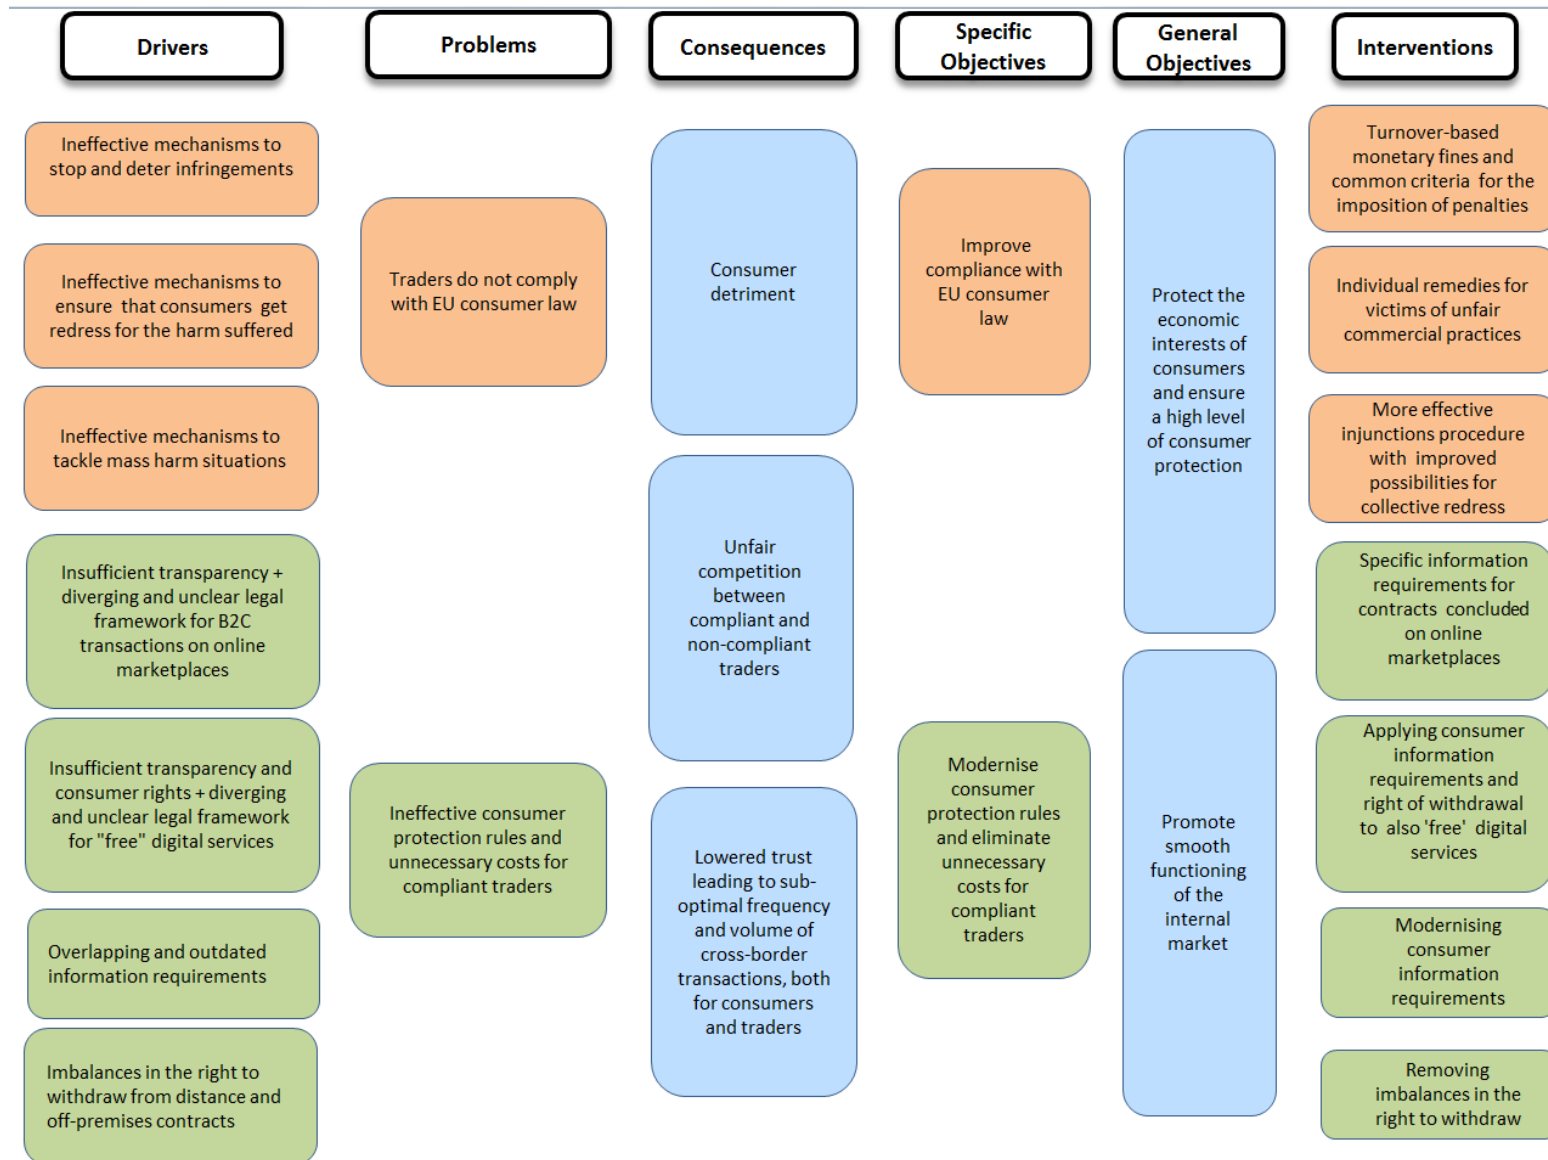 Drivers
Problems
Consequences
Specific
Objectives
General
Objectives
Interventions
Ineffective mechanisms to
stop and deter infringements
Ineffective mechanisms to
ensure that consumers get
redress for the harm suffered
Ineffective mechanisms to
tackle mass harm situations
Insufficient transparency +
diverging and unclear legal
framework for B2C
transactions on online
marketplaces
Insufficient transparency and
consumer rights + diverging
and unclear legal framework
for "free" digital services
Overlapping and outdated
information requirements
Imbalances in the right to
withdraw from distance and
off-premises contracts
Traders do not comply
with EU consumer law
Ineffective consumer
protection rules and
unnecessary costs for
compliant traders
Consumer
detriment
Unfair
competition
between
compliant and
non-compliant
traders
Lowered trust
leading to sub-
optimal frequency
and volume of
cross-border
transactions, both
for consumers
and traders
Improve
compliance with
EU consumer
law
Modernise
consumer
protection rules
and eliminate
unnecessary
costs for
compliant
traders
Protect the
economic
interests of
consumers
and ensure
a high level
of consumer
protection
Promote
smooth
functioning
of the
internal
market
Turnover-based
monetary fines and
common criteria for the
imposition of penalties
Individual remedies for
victims of unfair
commercial practices
More effective
injunctions procedure
with improved
possibilities for
collective redress
Specific information
requirements for
contracts concluded
on online
marketplaces
Applying consumer
information
requirements and
right of withdrawal
to also 'free' digital
services
Modernising
consumer
information
requirements
Removing
imbalances in the
right to withdraw